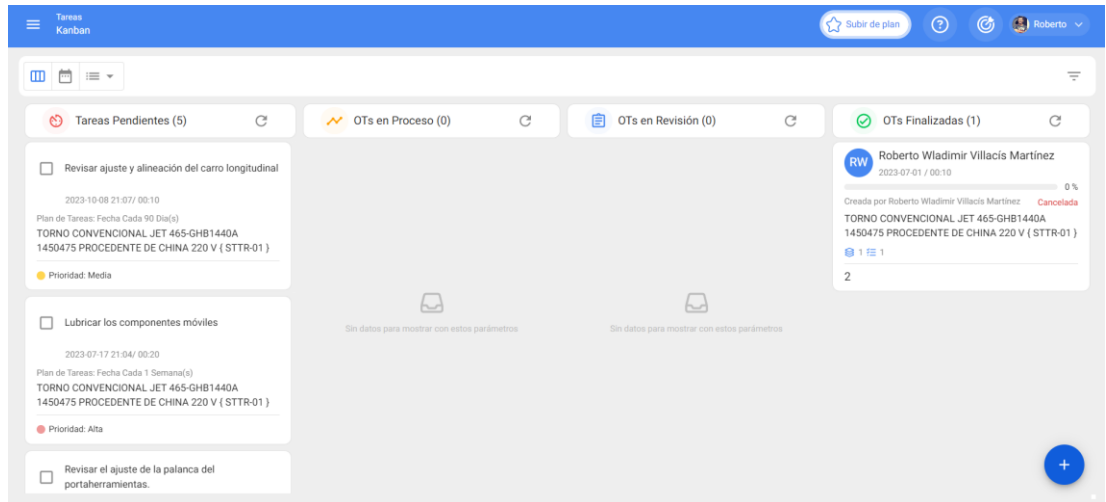 Tareas
Kanban
Subir de plan
Roberto
Tareas Pendientes (5)
OTs en Proceso (0)
OTs en Revisión (0)
OTs Finalizadas (1)
Revisar ajuste y alineación del carro longitudinal
2023-10-08 21:07/ 00:10
Plan de Tareas: Fecha Cada 90 Dia(s)
TORNO CONVENCIONAL JET 465-GHB1440A
1450475 PROCEDENTE DE CHINA 220 V { STTR-01 }
Prioridad: Media
Lubricar los componentes móviles
2023-07-17 21:04/ 00:20
Plan de Tareas: Fecha Cada 1 Semana(s)
TORNO CONVENCIONAL JET 465-GHB1440A
1450475 PROCEDENTE DE CHINA 220 V { STTR-01 }
Prioridad: Alta
Revisar el ajuste de la palanca del
portaherramientas.
Sin datos para mostrar con estos parámetros
Sin datos para mostrar con estos parámetros
RW
Roberto Wladimir Villacís Martínez
2023-07-01 / 00:10
0 %
Creada por Roberto Wladimir Villacís Martínez Cancelada
TORNO CONVENCIONAL JET 465-GHB1440A
1450475 PROCEDENTE DE CHINA 220 V { STTR-01 }
1 1
2